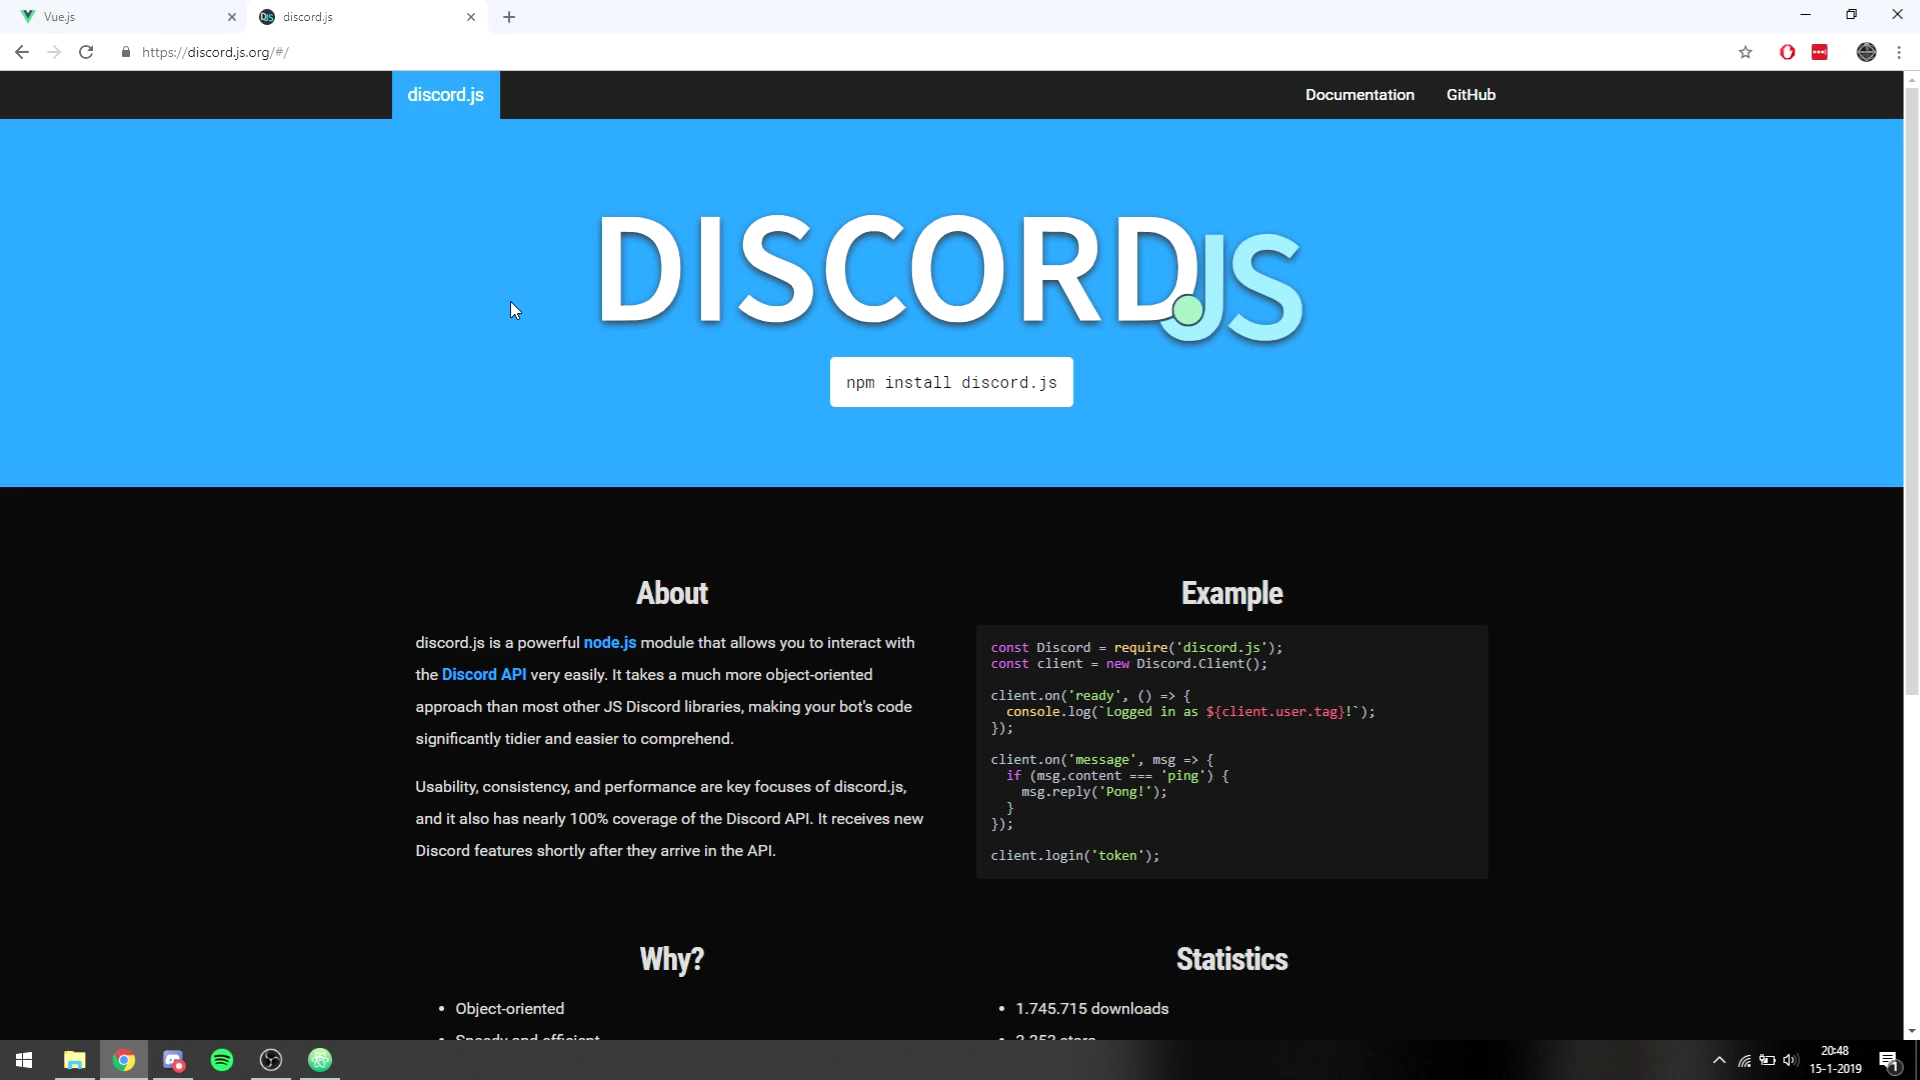 Vue.js
discord.js
https://discord.js.org/#/
discord.js
Documentation
GitHub
DISCORD.JS
npm install discord.js
About
discord.js is a powerful node.js module that allows you to interact with
the Discord API very easily. It takes a much more object-oriented
approach than most other JS Discord libraries, making your bot's code
significantly tidier and easier to comprehend.
Usability, consistency, and performance are key focuses of discord.js,
and it also has nearly 100% coverage of the Discord API. It receives new
Discord features shortly after they arrive in the API.
Example
const Discord = require('discord.js');
const client = new Discord.Client();
client.on('ready', () => {
console.log(`Logged in as ${client.user.tag}!`);
});
client.on('message', msg => {
if (msg.content === 'ping') {
msg.reply('Pong!');
}
});
client.login('token');
Why?
Object-oriented
Speedy and efficient
Statistics
1.745.715 downloads
20:48
15-1-2019
1